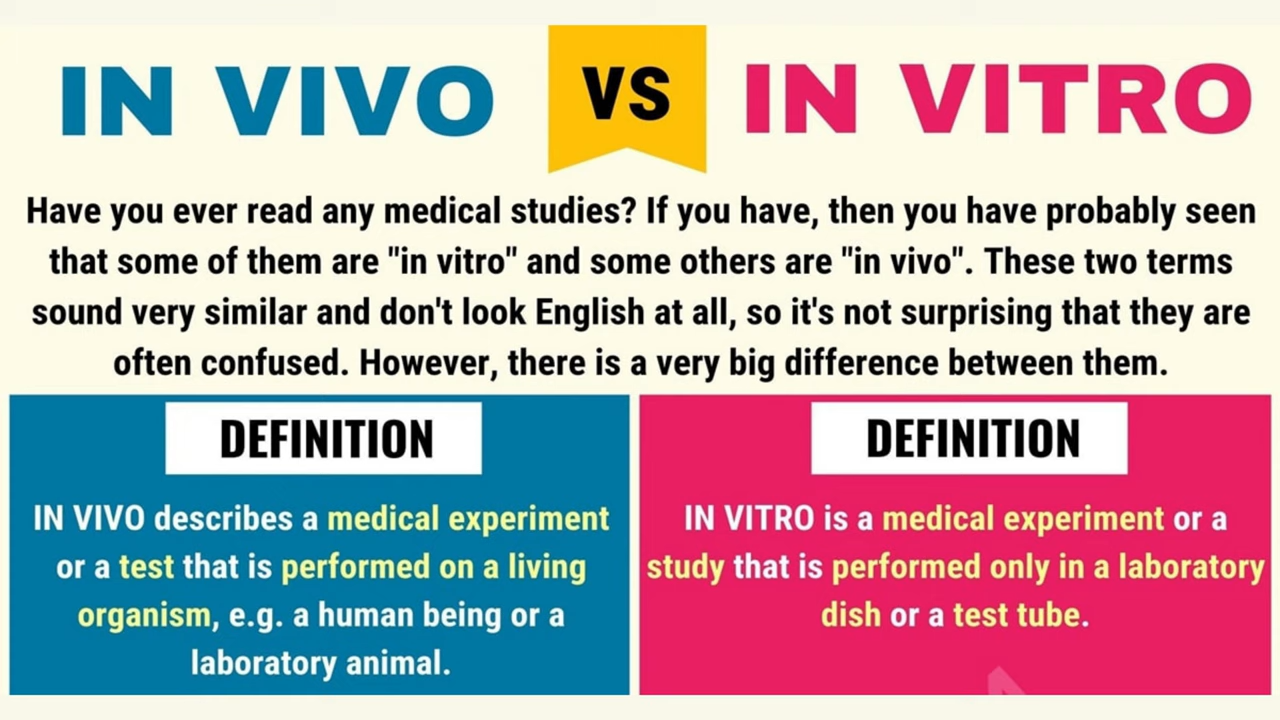 IN VIVO VS IN VITRO
Have you ever read any medical studies? If you have, then you have probably seen
that some of them are "in vitro" and some others are "in vivo". These two terms
sound very similar and don't look English at all, so it's not surprising that they are
often confused. However, there is a very big difference between them.
DEFINITION
IN VIVO describes a medical experiment
or a test that is performed on a living
organism, e.g. a human being or a
laboratory animal.
DEFINITION
IN VITRO is a medical experiment or a
study that is performed only in a laboratory
dish or a test tube.